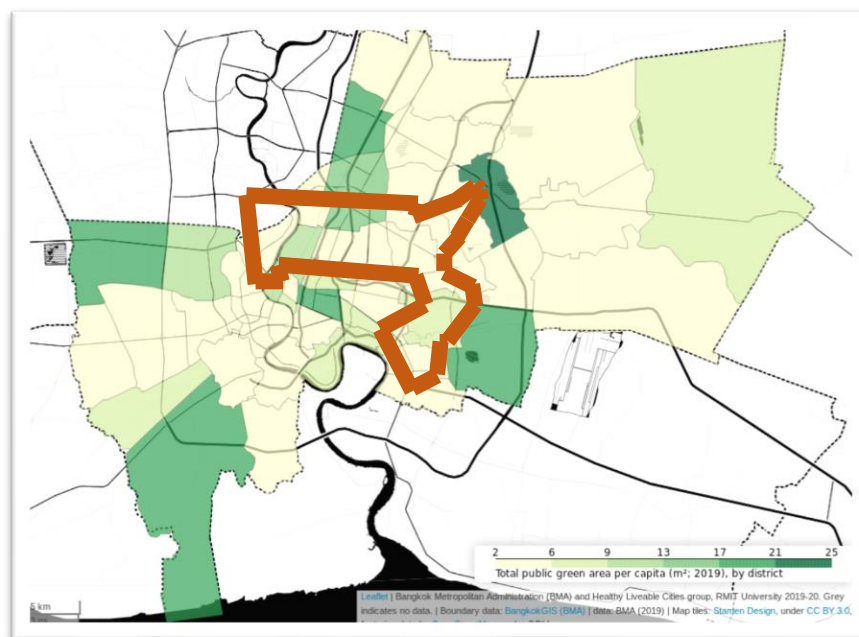 2 6 9 13 17 21 25
Total public green area per capita (m²; 2019), by district
5 km
Leaflet | Bangkok Metropolitan Administration (BMA) and Healthy Liveable Cities group, RMIT University 2019-20. Grey
indicates no data. | Boundary data: BangkokGIS (BMA) | data: BMA (2019) | Map tiles: Stamen Design, under CC BY 3.0,